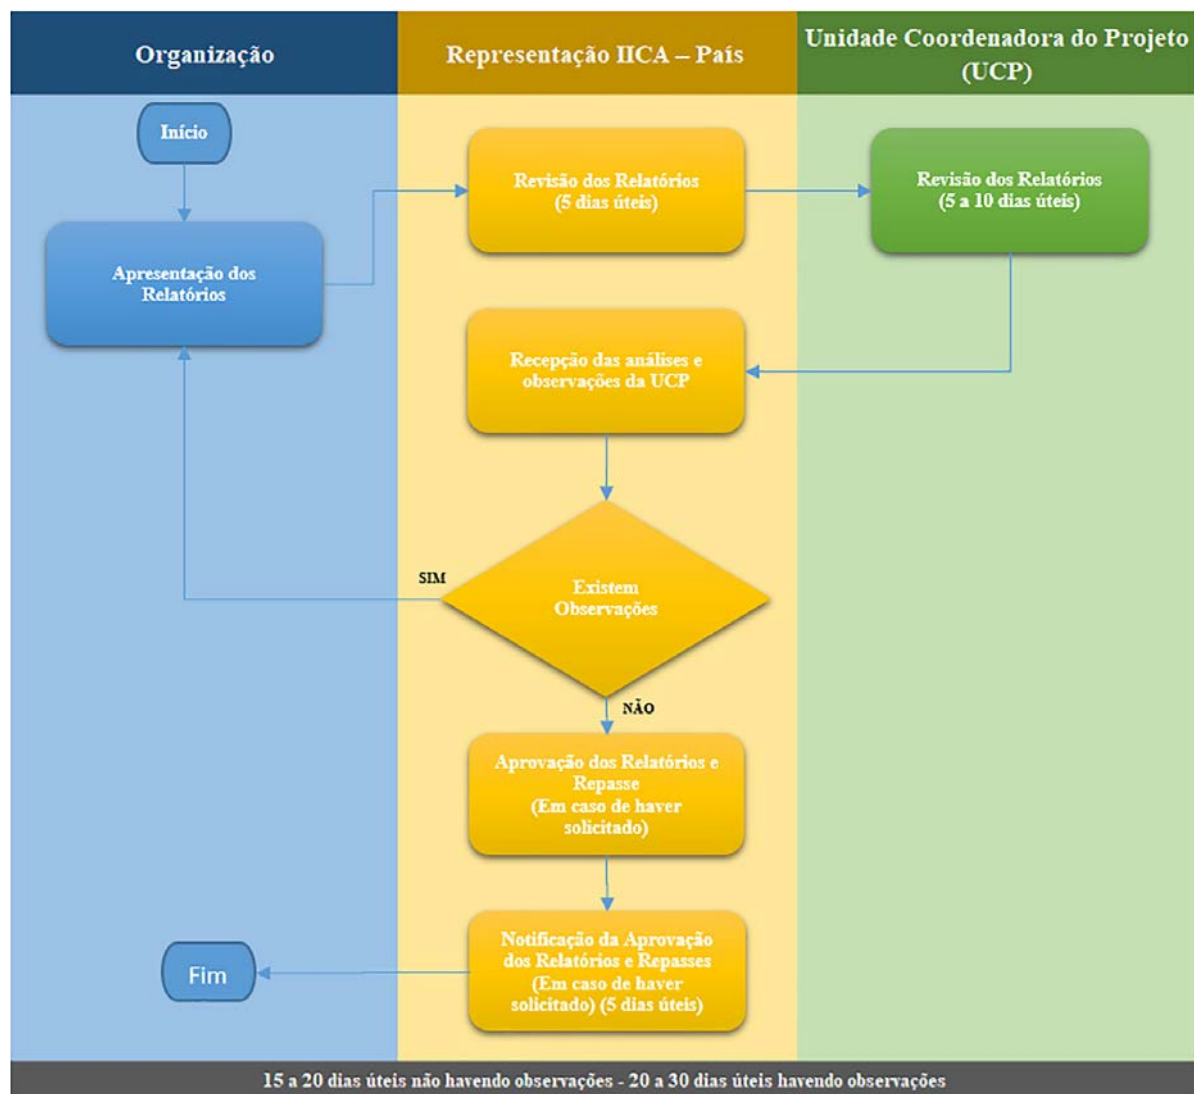 Organização
Representação IICA – País
Unidade Coordenadora do Projeto
(UCP)
Início
Revisão dos Relatórios
(5 dias úteis)
Revisão dos Relatórios
(5 a 10 dias úteis)
Apresentação dos
Relatórios
Recepção das análises e
observações da UCP
SIM
Existem
Observações
NÃO
Aprovação dos Relatórios e
Repasse
(Em caso de haver
solicitado)
Notificação da Aprovação
dos Relatórios e Repasses
(Em caso de haver
solicitado) (5 dias úteis)
Fim
15 a 20 dias úteis não havendo observações - 20 a 30 dias úteis havendo observações